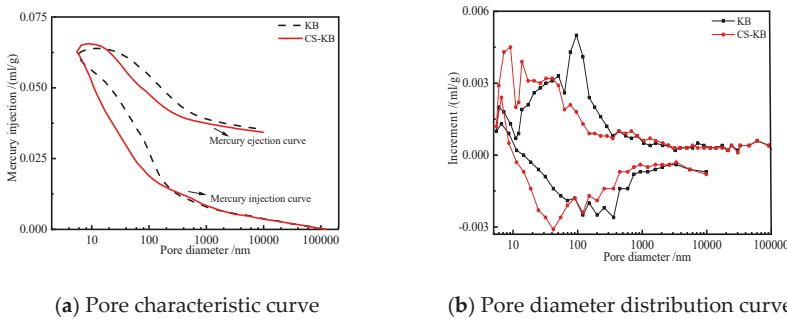 0.075
0.050
0.025
0.000
Mercury injection /(ml/g)
KB
CS-KB
Mercury ejection curve
Mercury injection curve
10 100 1000 10000 100000
Pore diameter /nm
(a) Pore characteristic curve
0.006
0.003
0.000
-0.003
Increment /(ml/g)
KB
CS-KB
10 100 1000 10000 100000
Pore diameter /nm
(b) Pore diameter distribution curve